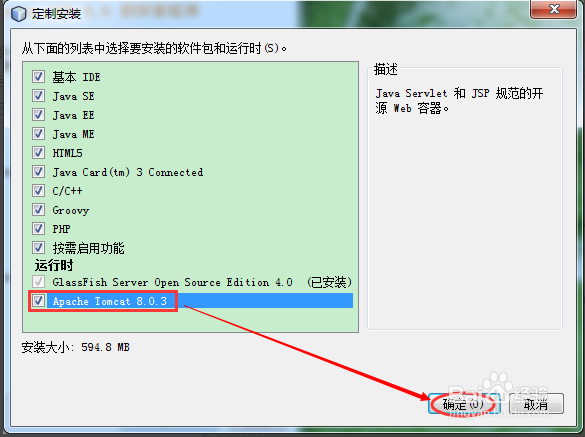 定制安装
从下面的列表中选择要安装的软件包和运行时(S)。
基本 IDE
Java SE
Java EE
Java ME
HTML5
Java Card(tm) 3 Connected
C/C++
Groovy
PHP
按需启用功能
运行时
GlassFish Server Open Source Edition 4.0 (已安装)
Apache Tomcat 8.0.3
描述
Java Servlet 和 JSP 规范的开
源 Web 容器。
安装大小: 594.8 MB
确定(O)
取消
Baidu 经验